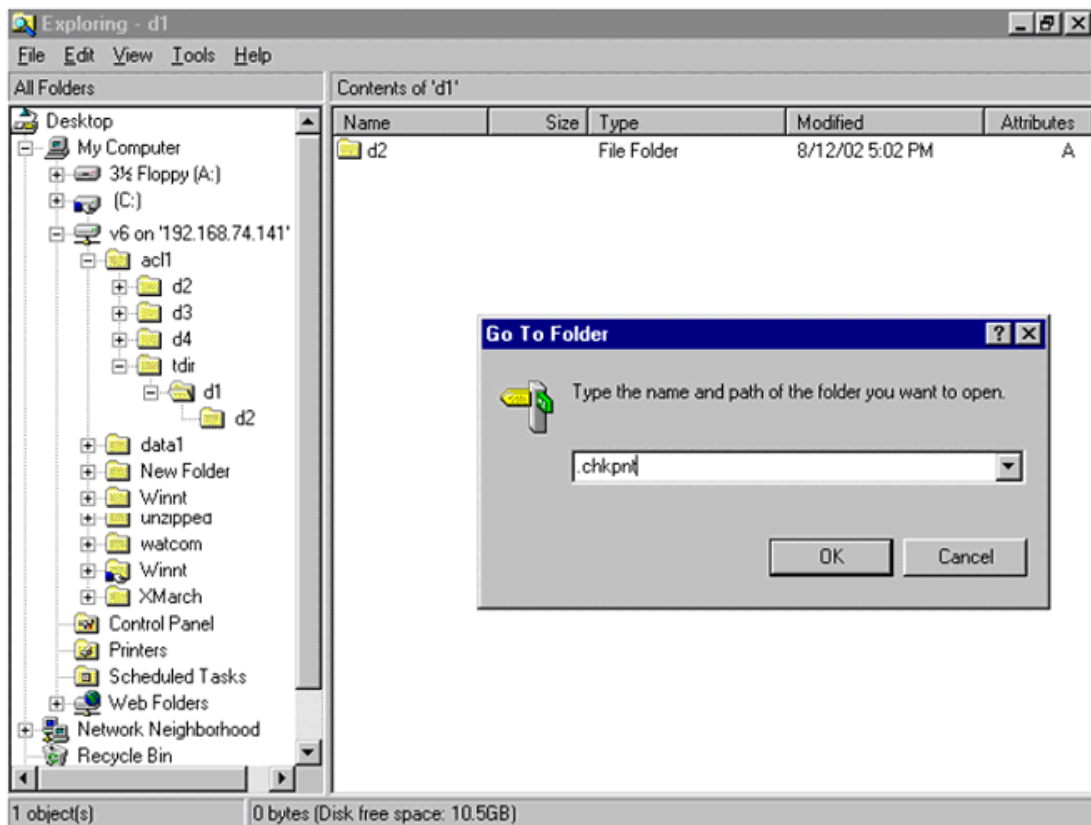 Exploring - d1
File Edit View Tools Help
All Folders
Contents of 'd1'
Name Size Type Modified Attributes
d2 File Folder 8/12/02 5:02 PM A
Desktop
My Computer
3½ Floppy (A:)
(C:)
v6 on '192.168.74.141'
acl1
d2
d3
d4
tdir
d1
d2
data1
New Folder
Winnt
unzipped
watcom
Winnt
XMarch
Control Panel
Printers
Scheduled Tasks
Web Folders
Network Neighborhood
Recycle Bin
Go To Folder
Type the name and path of the folder you want to open.
.chkpnt
OK Cancel
1 object(s) 0 bytes (Disk free space: 10.5GB)